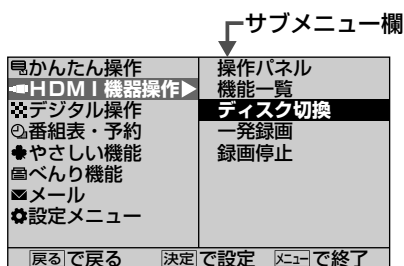 サブメニュー欄
かんたん操作
HDMI機器操作▶
デジタル操作
番組表・予約
やさしい機能
べんり機能
メール
設定メニュー
操作パネル
機能一覧
ディスク切換
一発録画
録画停止
戻るで戻る 決定で設定 メニューで終了